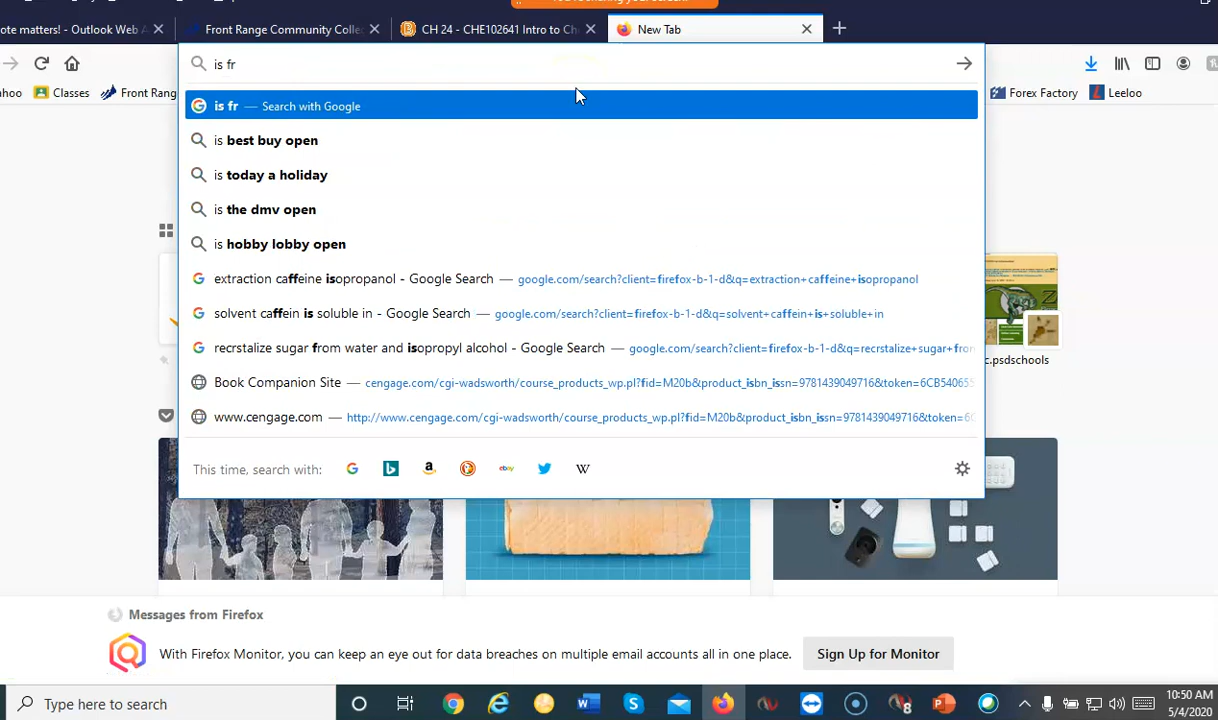 You're sharing your screen.
ote matters! - Outlook Web A
Front Range Community Colle
CH 24 - CHE102641 Intro to Ch
New Tab
is fr
hoo
Classes
Front Rang
Forex Factory
Leeloo
is fr — Search with Google
is best buy open
is today a holiday
is the dmv open
is hobby lobby open
extraction caffeine isopropanol - Google Search — google.com/search?client=firefox-b-1-d&q=extraction+caffeine+isopropanol
solvent caffein is soluble in - Google Search — google.com/search?client=firefox-b-1-d&q=solvent+caffein+is+soluble+in
recrstalize sugar from water and isopropyl alcohol - Google Search — google.com/search?client=firefox-b-1-d&q=recrstalize+sugar+from
Book Companion Site — cengage.com/cgi-wadsworth/course_products_wp.pl?fid=M20b&product_isbn_issn=9781439049716&token=6CB540655
www.cengage.com — http://www.cengage.com/cgi-wadsworth/course_products_wp.pl?fid=M20b&product_isbn_issn=9781439049716&token=6C
c.psdschools
This time, search with:
Messages from Firefox
With Firefox Monitor, you can keep an eye out for data breaches on multiple email accounts all in one place.
Sign Up for Monitor
Type here to search
10:50 AM
5/4/2020